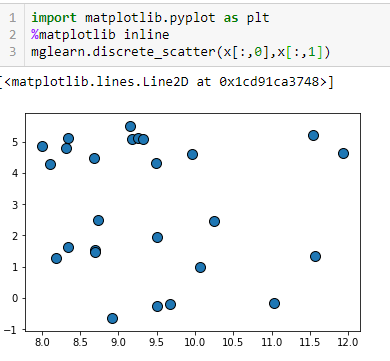 1 import matplotlib.pyplot as plt
2 %matplotlib inline
3 mglearn.discrete_scatter(x[:,0],x[:,1])
[<matplotlib.lines.Line2D at 0x1cd91ca3748>]
5
4
3
2
1
0
−1
8.0 8.5 9.0 9.5 10.0 10.5 11.0 11.5 12.0